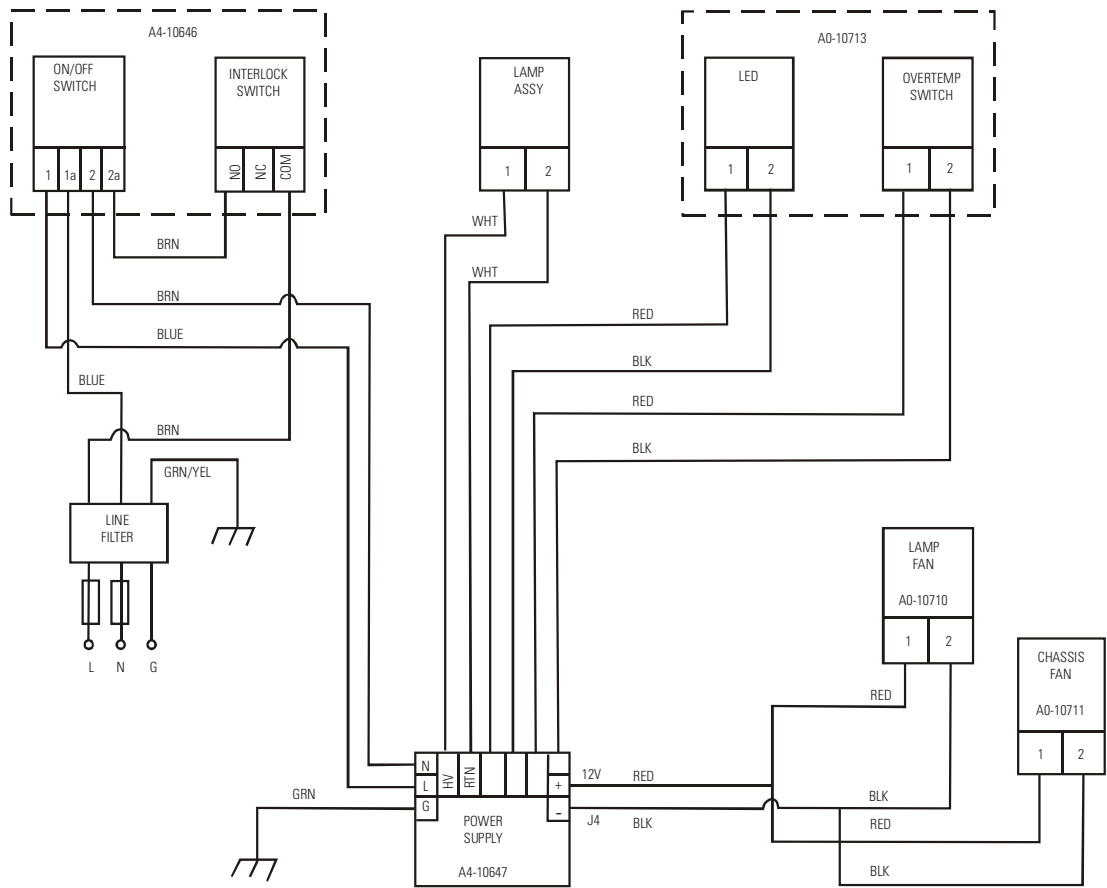 A4-10646
ON/OFF
SWITCH
1 1a 2 2a
INTERLOCK
SWITCH
NO NC COM
LAMP
ASSY
1 2
A0-10713
LED
1 2
OVERTEMP
SWITCH
1 2
BRN
BRN
BLUE
BLUE
BRN
GRN/YEL
WHT
WHT
RED
BLK
RED
BLK
LINE
FILTER
L N G
LAMP
FAN
A0-10710
1 2
CHASSIS
FAN
A0-10711
1 2
RED
N
L
G
HV RTN
+
-
12V
J4
RED
BLK
BLK
RED
BLK
GRN
POWER
SUPPLY
A4-10647